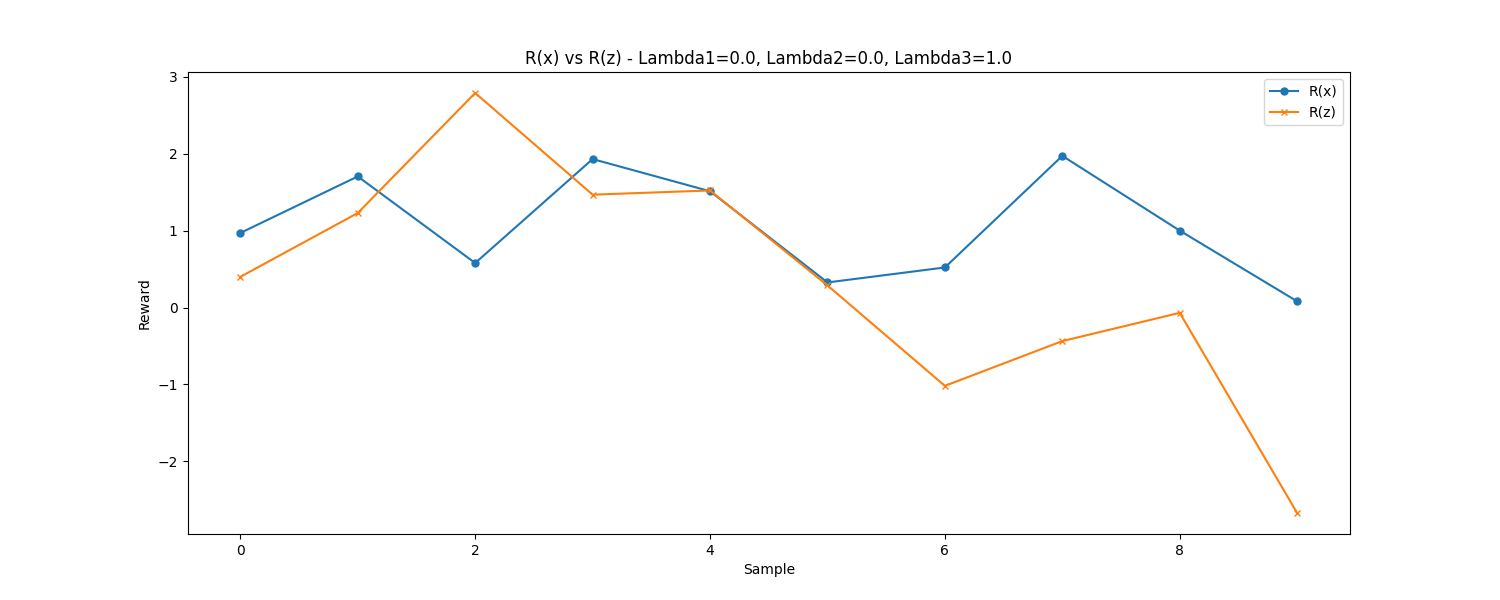 R(x) vs R(z) - Lambda1=0.0, Lambda2=0.0, Lambda3=1.0
R(x)
R(z)
3
2
1
0
−1
−2
Reward
0 2 4 6 8
Sample